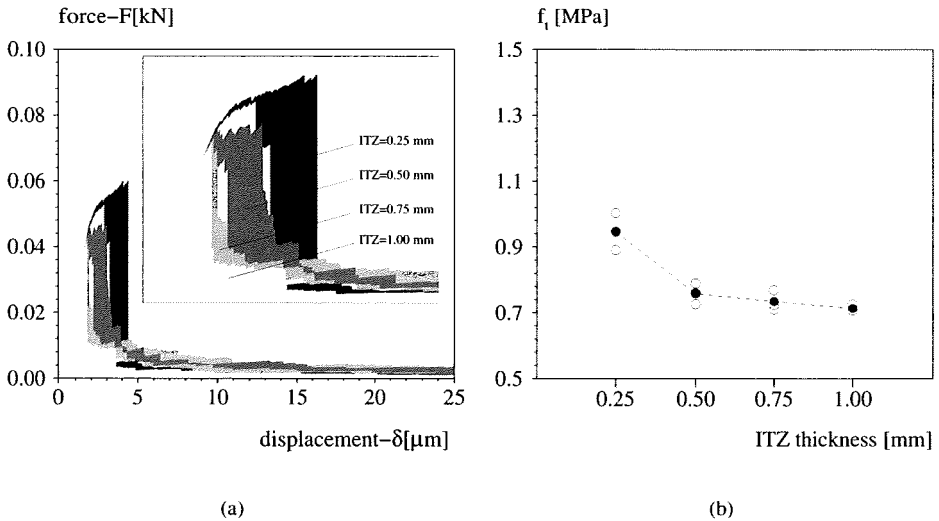 force–F[kN]
0.10
0.08
0.06
0.04
0.02
0.00
ITZ=0.25 mm
ITZ=0.50 mm
ITZ=0.75 mm
ITZ=1.00 mm
0 5 10 15 20 25
displacement–δ[μm]
(a)
fₜ [MPa]
1.5
1.3
1.1
0.9
0.7
0.5
0.25 0.50 0.75 1.00
ITZ thickness [mm]
(b)